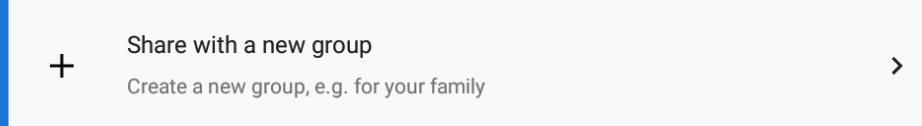 Share with a new group
Create a new group, e.g. for your family